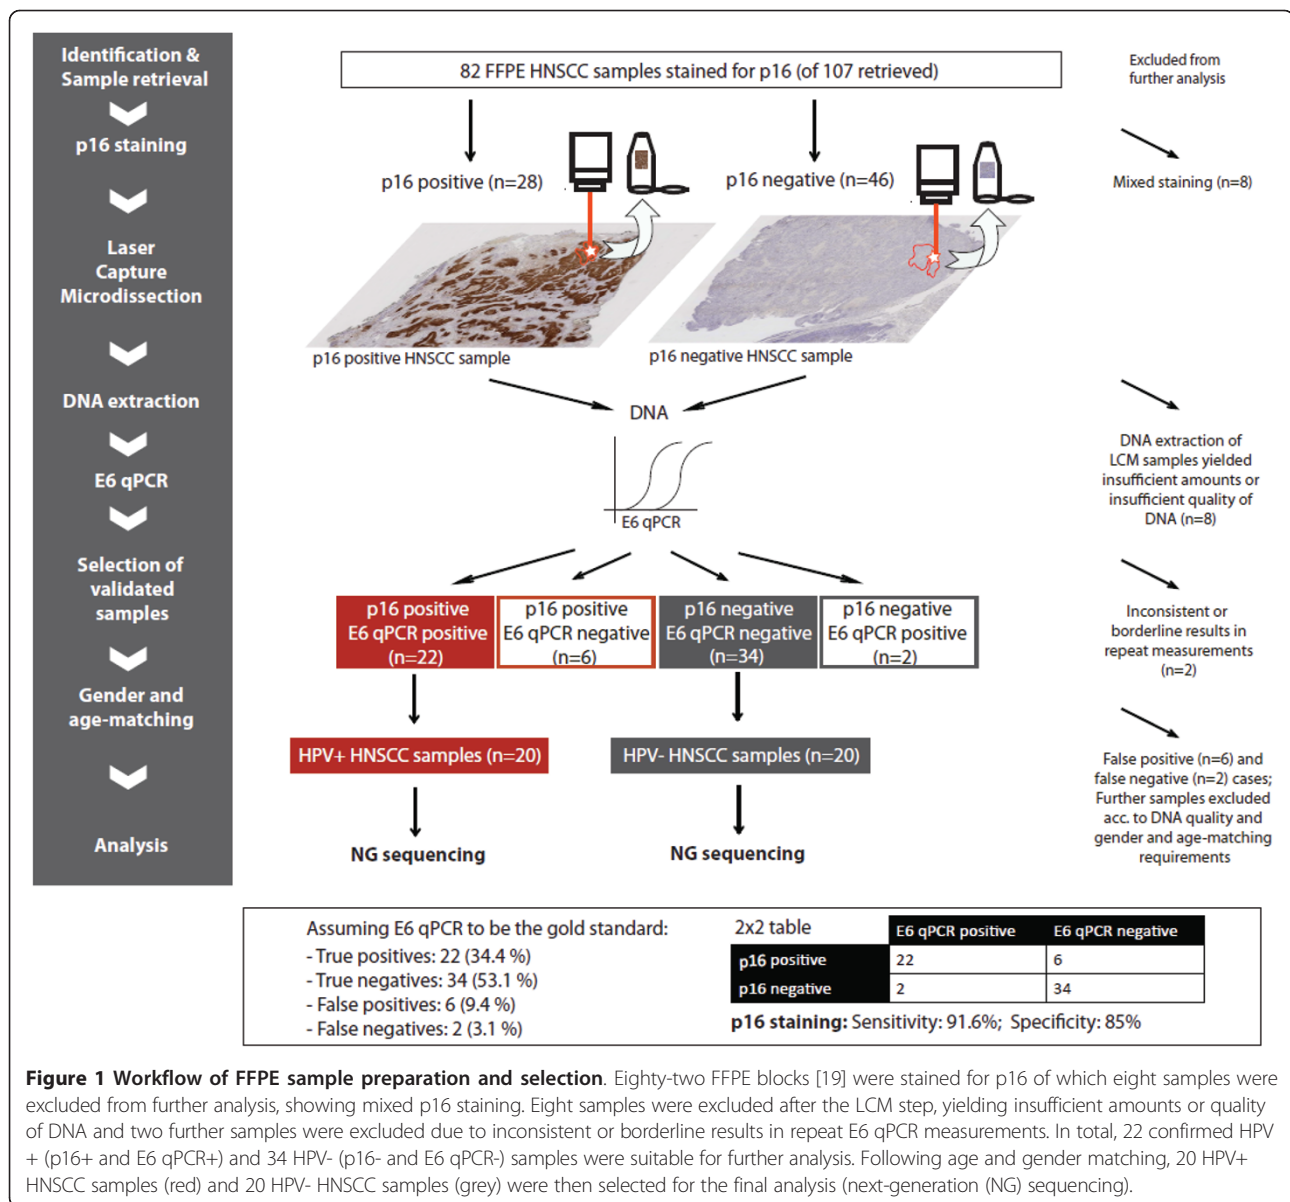 Identification &
Sample retrieval
p16 staining
Laser
Capture
Microdissection
DNA extraction
E6 qPCR
Selection of
validated
samples
Gender and
age-matching
Analysis
82 FFPE HNSCC samples stained for p16 (of 107 retrieved)
Excluded from
further analysis
p16 positive (n=28)
p16 negative (n=46)
Mixed staining (n=8)
p16 positive HNSCC sample
p16 negative HNSCC sample
DNA
E6 qPCR
DNA extraction of
LCM samples yielded
insufficient amounts or
insufficient quality of
DNA (n=8)
p16 positive
E6 qPCR positive
(n=22)
p16 positive
E6 qPCR negative
(n=6)
p16 negative
E6 qPCR negative
(n=34)
p16 negative
E6 qPCR positive
(n=2)
Inconsistent or
borderline results in
repeat measurements
(n=2)
HPV+ HNSCC samples (n=20)
HPV- HNSCC samples (n=20)
False positive (n=6) and
false negative (n=2) cases;
Further samples excluded
acc. to DNA quality and
gender and age-matching
requirements
NG sequencing
NG sequencing
Assuming E6 qPCR to be the gold standard:
- True positives: 22 (34.4 %)
- True negatives: 34 (53.1 %)
- False positives: 6 (9.4 %)
- False negatives: 2 (3.1 %)
2x2 table
E6 qPCR positive E6 qPCR negative
p16 positive 22 6
p16 negative 2 34
p16 staining: Sensitivity: 91.6%; Specificity: 85%
Figure 1 Workflow of FFPE sample preparation and selection. Eighty-two FFPE blocks [19] were stained for p16 of which eight samples were
excluded from further analysis, showing mixed p16 staining. Eight samples were excluded after the LCM step, yielding insufficient amounts or quality
of DNA and two further samples were excluded due to inconsistent or borderline results in repeat E6 qPCR measurements. In total, 22 confirmed HPV
+ (p16+ and E6 qPCR+) and 34 HPV- (p16- and E6 qPCR-) samples were suitable for further analysis. Following age and gender matching, 20 HPV+
HNSCC samples (red) and 20 HPV- HNSCC samples (grey) were then selected for the final analysis (next-generation (NG) sequencing).